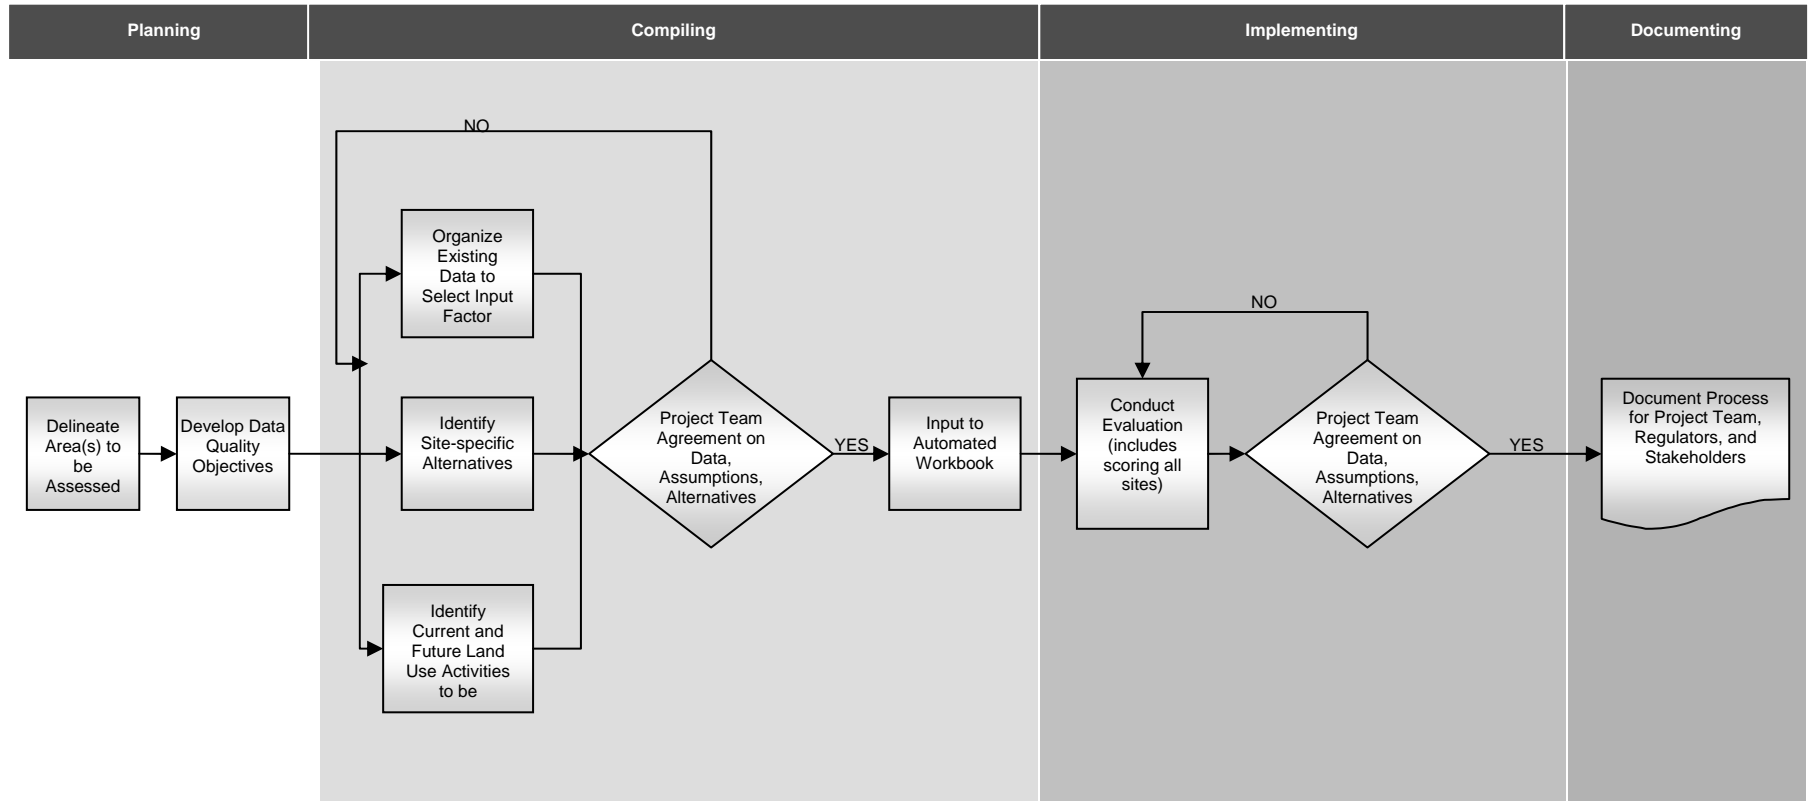 Planning
Compiling
Implementing
Documenting
NO
Organize
Existing
Data to
Select Input
Factor
NO
Delineate
Area(s) to
be
Assessed
Develop Data
Quality
Objectives
Identify
Site-specific
Alternatives
Project Team
Agreement on
Data,
Assumptions,
Alternatives
YES
Input to
Automated
Workbook
Conduct
Evaluation
(includes
scoring all
sites)
Project Team
Agreement on
Data,
Assumptions,
Alternatives
YES
Document Process
for Project Team,
Regulators, and
Stakeholders
Identify
Current and
Future Land
Use Activities
to be